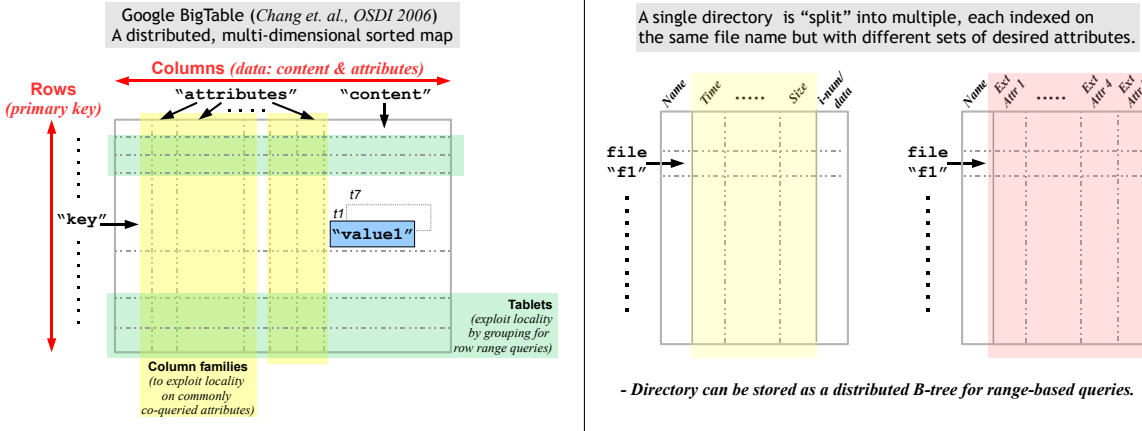 Google BigTable (Chang et. al., OSDI 2006)
A distributed, multi-dimensional sorted map
Columns (data: content & attributes)
Rows
(primary key)
“attributes”
“content”
“key”
t7
t1
“value1”
Tablets
(exploit locality
by grouping for
row range queries)
Column families
(to exploit locality
on commonly
co-queried attributes)
A single directory is “split” into multiple, each indexed on
the same file name but with different sets of desired attributes.
Name
Time
.....
Size
i-num/
data
file
“f1”
Name
Ext
Attr 1
.....
Ext
Attr 4
Ext
file
“f1”
- Directory can be stored as a distributed B-tree for range-based queries.